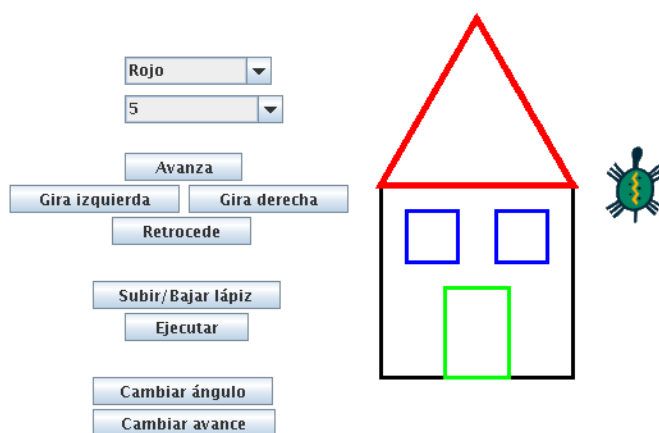 Rojo
5
Avanza
Gira izquierda Gira derecha
Retrocede
Subir/Bajar lápiz
Ejecutar
Cambiar ángulo
Cambiar avance